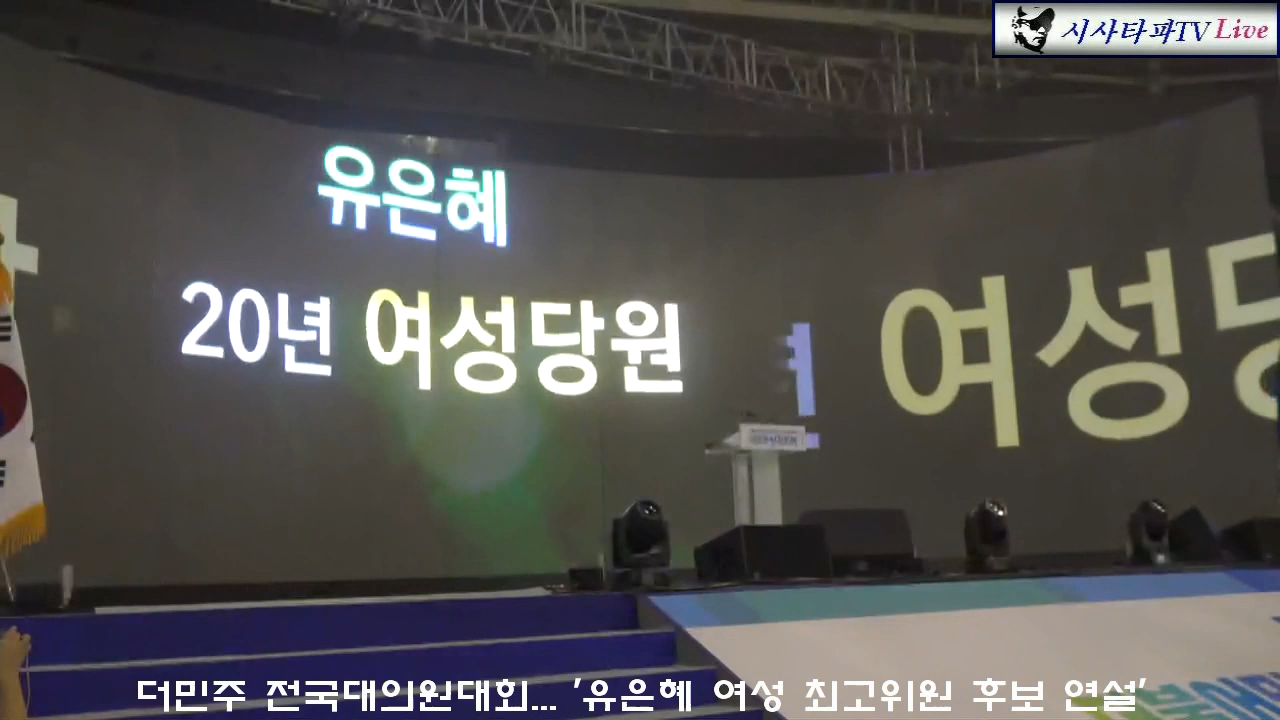 시사타파TV Live
유은혜
20년 여성당원
여성당
더민주 전국대의원대회... '유은혜 여성 최고위원 후보 연설'